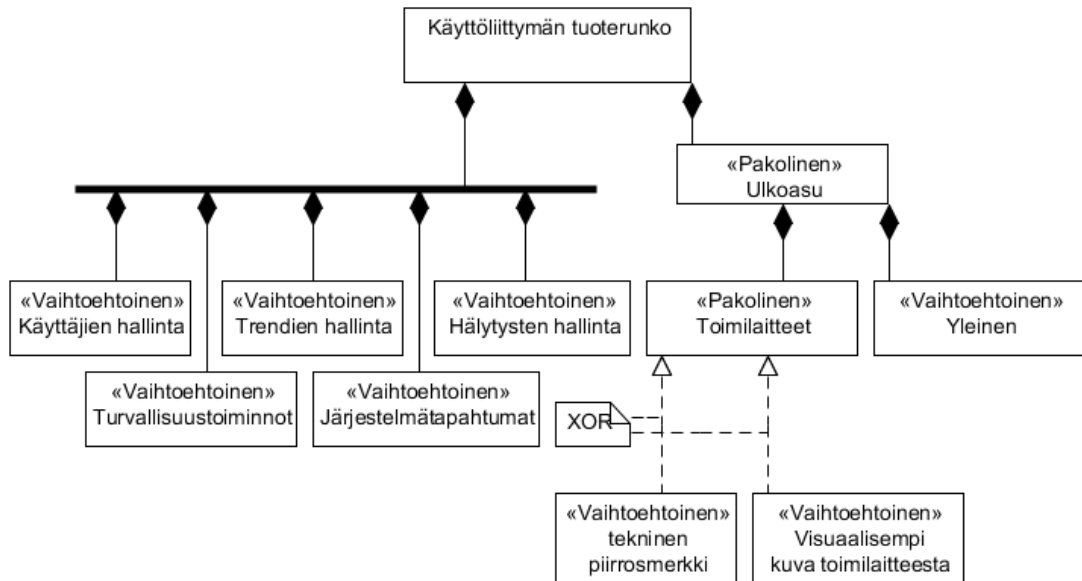 Käyttöliittymän tuoterunko
«Pakolinen»
Ulkoasu
«Vaihtoehtoinen»
Käyttäjien hallinta
«Vaihtoehtoinen»
Trendien hallinta
«Vaihtoehtoinen»
Hälytysten hallinta
«Pakolinen»
Toimilaitteet
«Vaihtoehtoinen»
Yleinen
«Vaihtoehtoinen»
Turvallisuustoiminnot
«Vaihtoehtoinen»
Järjestelmätapahtumat
XOR
«Vaihtoehtoinen»
tekninen
piirrosmerkki
«Vaihtoehtoinen»
Visuaalisempi
kuva toimilaitteesta